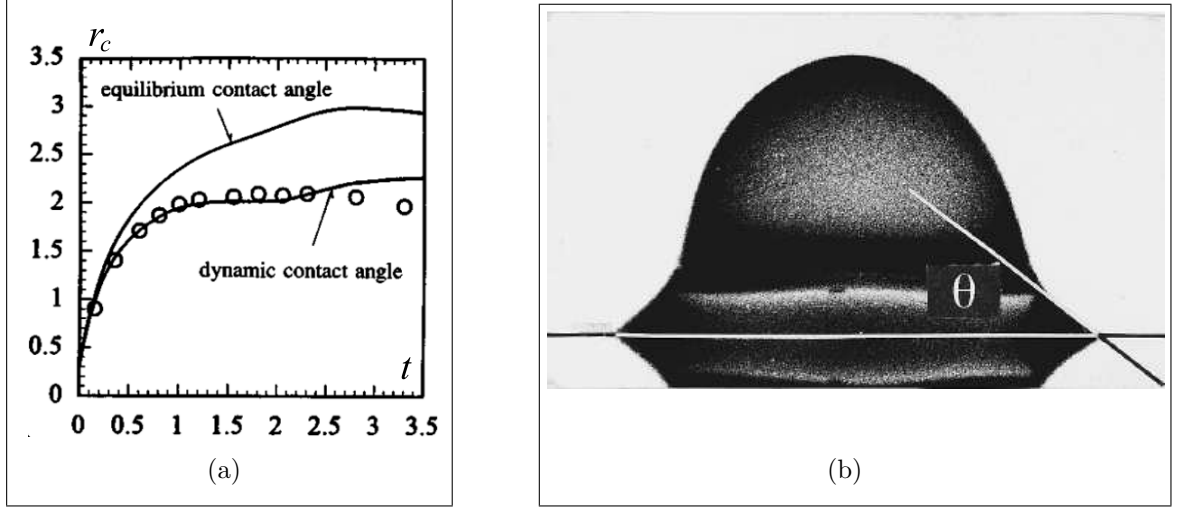 r_c
3.5
equilibrium contact angle
3
2.5
2
1.5
dynamic contact angle
1
θ
0.5
t
0
0 0.5 1 1.5 2 2.5 3 3.5
(a) (b)